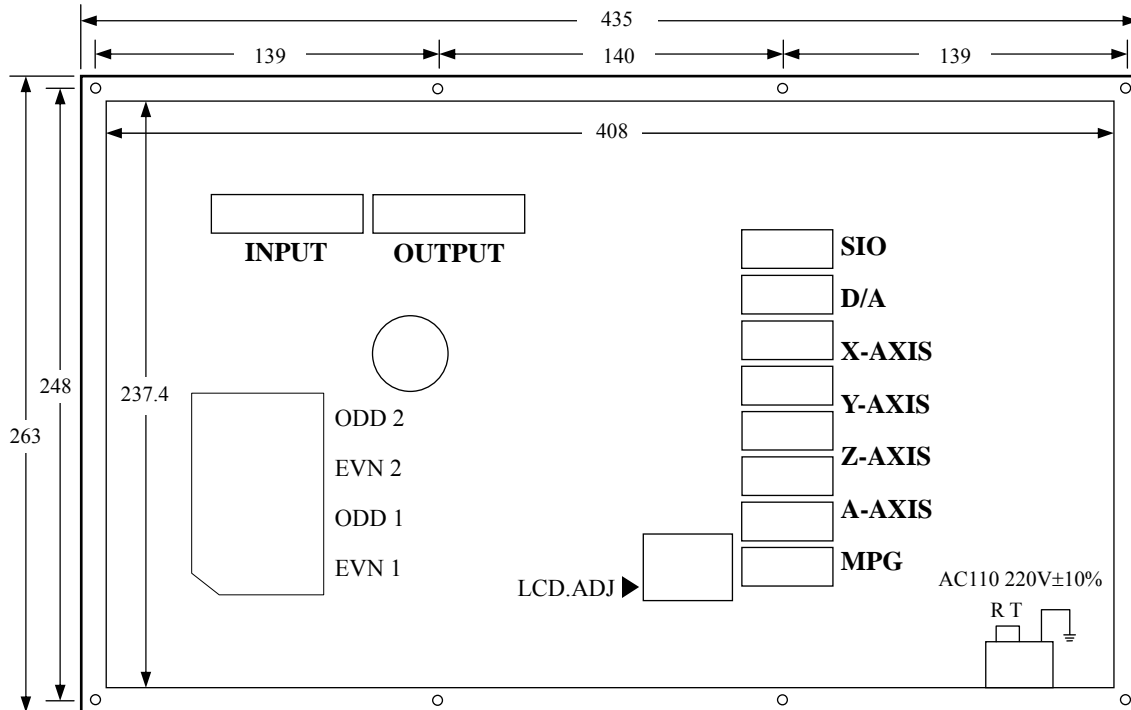 435
139
140
139
408
INPUT
OUTPUT
SIO
D/A
X-AXIS
248
237.4
Y-AXIS
263
ODD 2
EVN 2
Z-AXIS
ODD 1
A-AXIS
EVN 1
MPG
LCD.ADJ
AC110 220V±10%
R T